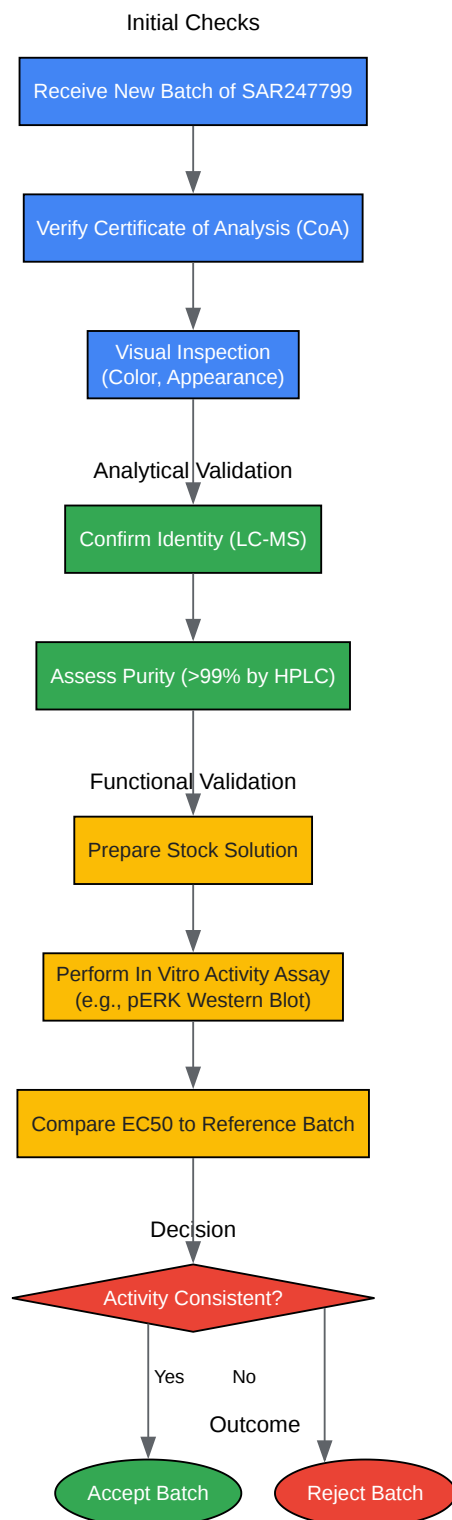 Initial Checks
Receive New Batch of SAR247799
Verify Certificate of Analysis (CoA)
Visual Inspection
(Color, Appearance)
Analytical Validation
Confirm Identity (LC-MS)
Assess Purity (>99% by HPLC)
Functional Validation
Prepare Stock Solution
Perform In Vitro Activity Assay
(e.g., pERK Western Blot)
Compare EC50 to Reference Batch
Decision
Activity Consistent?
Yes
No
Outcome
Accept Batch
Reject Batch